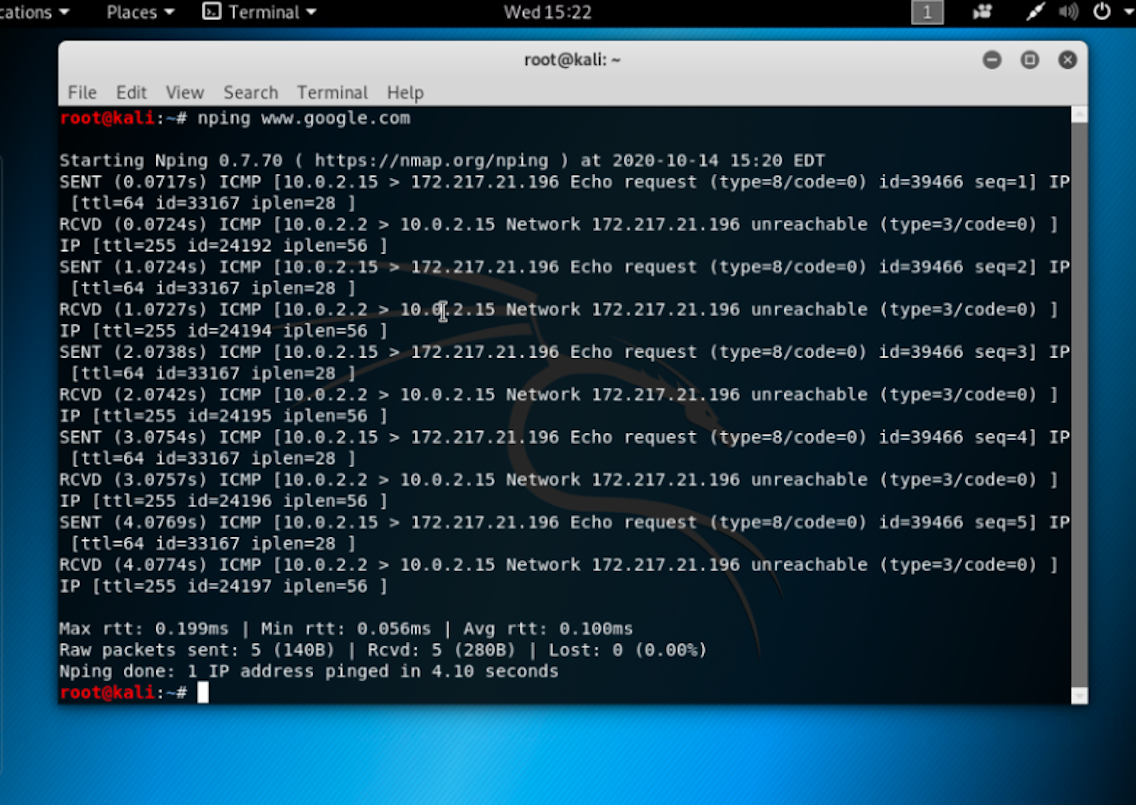 cations Places Terminal Wed 15:22 1
root@kali: ~
File Edit View Search Terminal Help
root@kali:~# nping www.google.com
Starting Nping 0.7.70 ( https://nmap.org/nping ) at 2020-10-14 15:20 EDT
SENT (0.0717s) ICMP [10.0.2.15 > 172.217.21.196 Echo request (type=8/code=0) id=39466 seq=1] IP
[ttl=64 id=33167 iplen=28 ]
RCVD (0.0724s) ICMP [10.0.2.2 > 10.0.2.15 Network 172.217.21.196 unreachable (type=3/code=0) ]
IP [ttl=255 id=24192 iplen=56 ]
SENT (1.0724s) ICMP [10.0.2.15 > 172.217.21.196 Echo request (type=8/code=0) id=39466 seq=2] IP
[ttl=64 id=33167 iplen=28 ]
RCVD (1.0727s) ICMP [10.0.2.2 > 10.0.2.15 Network 172.217.21.196 unreachable (type=3/code=0) ]
IP [ttl=255 id=24194 iplen=56 ]
SENT (2.0738s) ICMP [10.0.2.15 > 172.217.21.196 Echo request (type=8/code=0) id=39466 seq=3] IP
[ttl=64 id=33167 iplen=28 ]
RCVD (2.0742s) ICMP [10.0.2.2 > 10.0.2.15 Network 172.217.21.196 unreachable (type=3/code=0) ]
IP [ttl=255 id=24195 iplen=56 ]
SENT (3.0754s) ICMP [10.0.2.15 > 172.217.21.196 Echo request (type=8/code=0) id=39466 seq=4] IP
[ttl=64 id=33167 iplen=28 ]
RCVD (3.0757s) ICMP [10.0.2.2 > 10.0.2.15 Network 172.217.21.196 unreachable (type=3/code=0) ]
IP [ttl=255 id=24196 iplen=56 ]
SENT (4.0769s) ICMP [10.0.2.15 > 172.217.21.196 Echo request (type=8/code=0) id=39466 seq=5] IP
[ttl=64 id=33167 iplen=28 ]
RCVD (4.0774s) ICMP [10.0.2.2 > 10.0.2.15 Network 172.217.21.196 unreachable (type=3/code=0) ]
IP [ttl=255 id=24197 iplen=56 ]
Max rtt: 0.199ms | Min rtt: 0.056ms | Avg rtt: 0.100ms
Raw packets sent: 5 (140B) | Rcvd: 5 (280B) | Lost: 0 (0.00%)
Nping done: 1 IP address pinged in 4.10 seconds
root@kali:~#